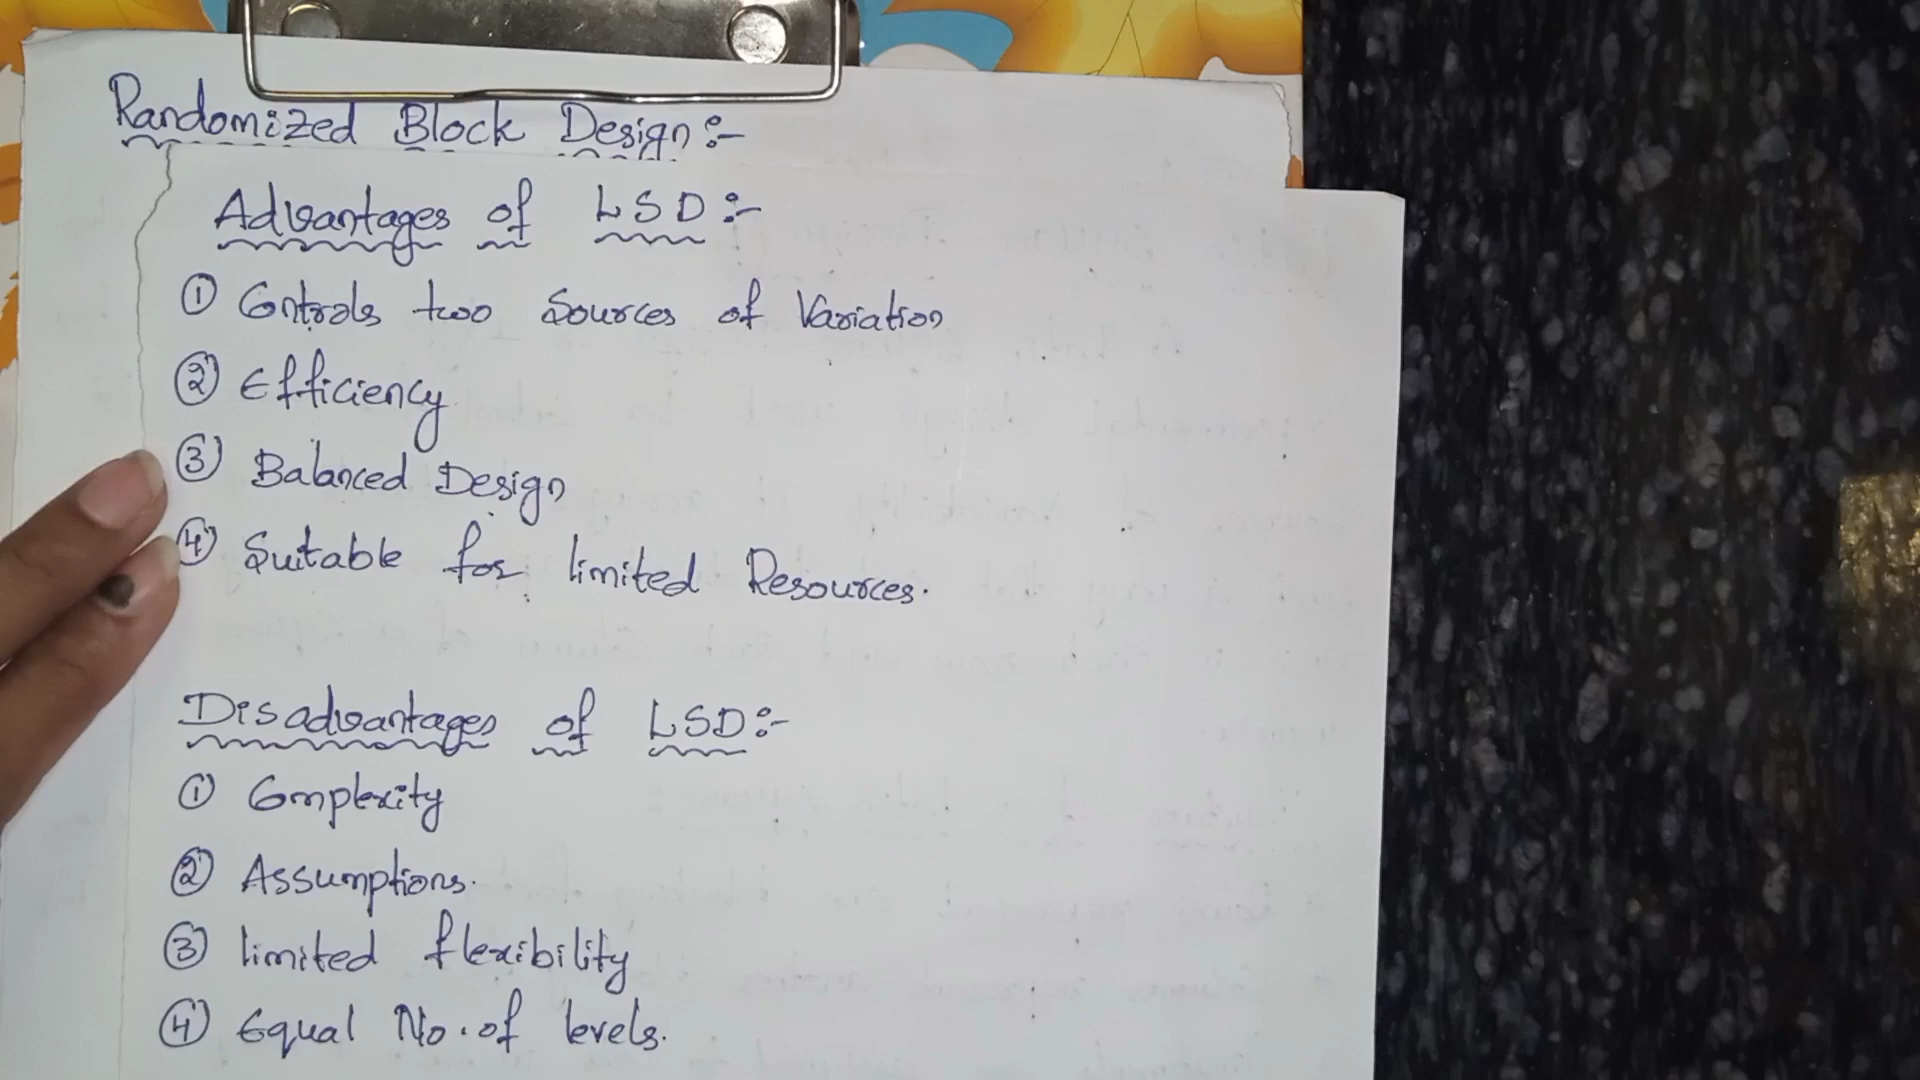 Randomized Block Design :-
Advantages of LSD :-
① Controls two Sources of Variation
② Efficiency
③ Balanced Design
④ Suitable for limited Resources.
Disadvantages of LSD :-
① Complexity
② Assumptions.
③ limited flexibility
④ Equal No. of levels.